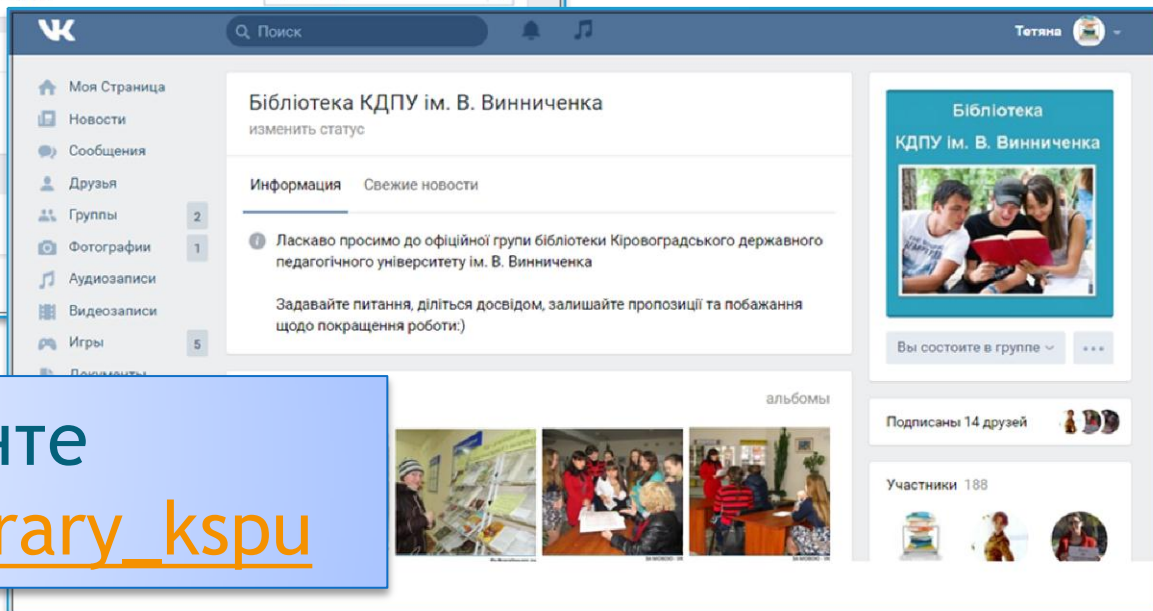 Поиск
Тетяна
Моя Страница
Новости
Сообщения
Друзья
Группы 2
Фотографии 1
Аудиозаписи
Видеозаписи
Игры 5
Документы
Бібліотека КДПУ ім. В. Винниченка
изменить статус
Информация Свежие новости
Ласкаво просимо до офіційної групи бібліотеки Кіровоградського державного
педагогічного університету ім. В. Винниченка
Задавайте питання, діліться досвідом, залишайте пропозиції та побажання
щодо покращення роботи:)
альбомы
Бібліотека
КДПУ ім. В. Винниченка
Вы состоите в группе
Подписаны 14 друзей
Участники 188
нте
rary_kspu